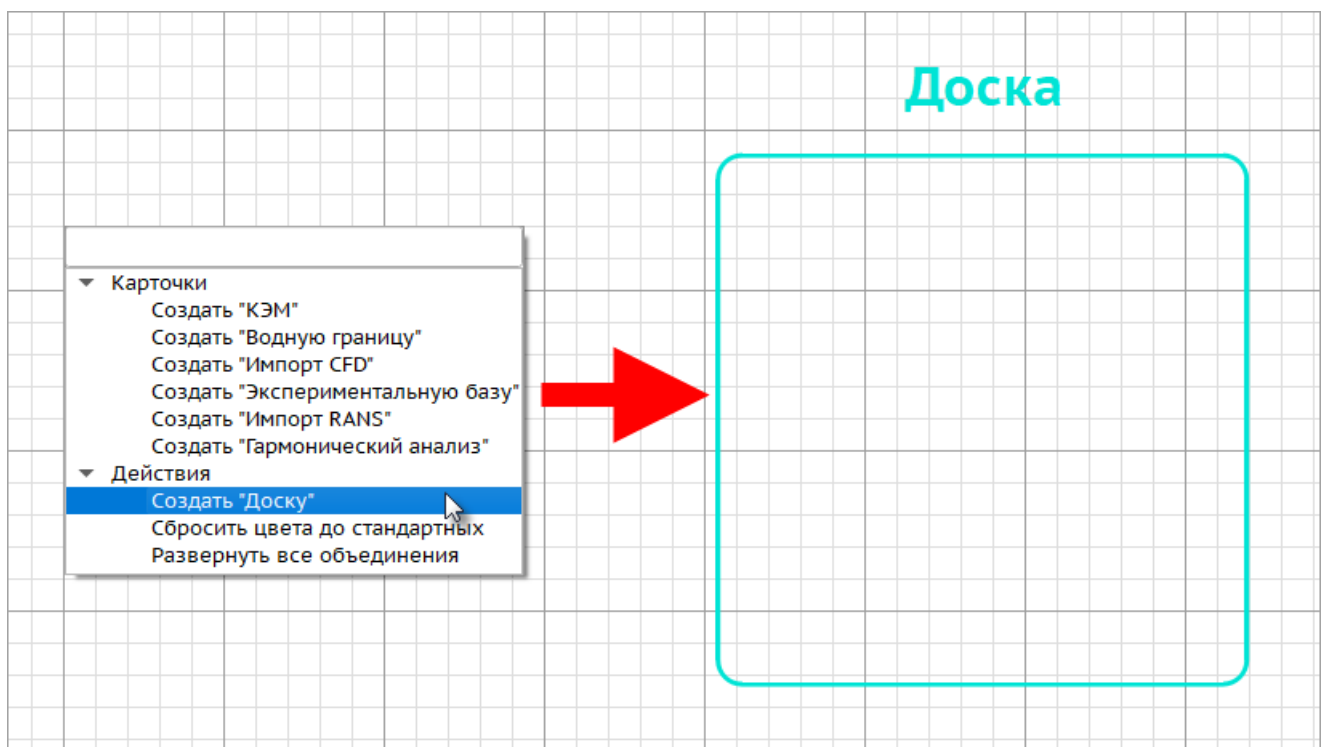 Доска
Карточки
Создать "КЭМ"
Создать "Водную границу"
Создать "Импорт CFD"
Создать "Экспериментальную базу"
Создать "Импорт RANS"
Создать "Гармонический анализ"
Действия
Создать "Доску"
Сбросить цвета до стандартных
Развернуть все объединения